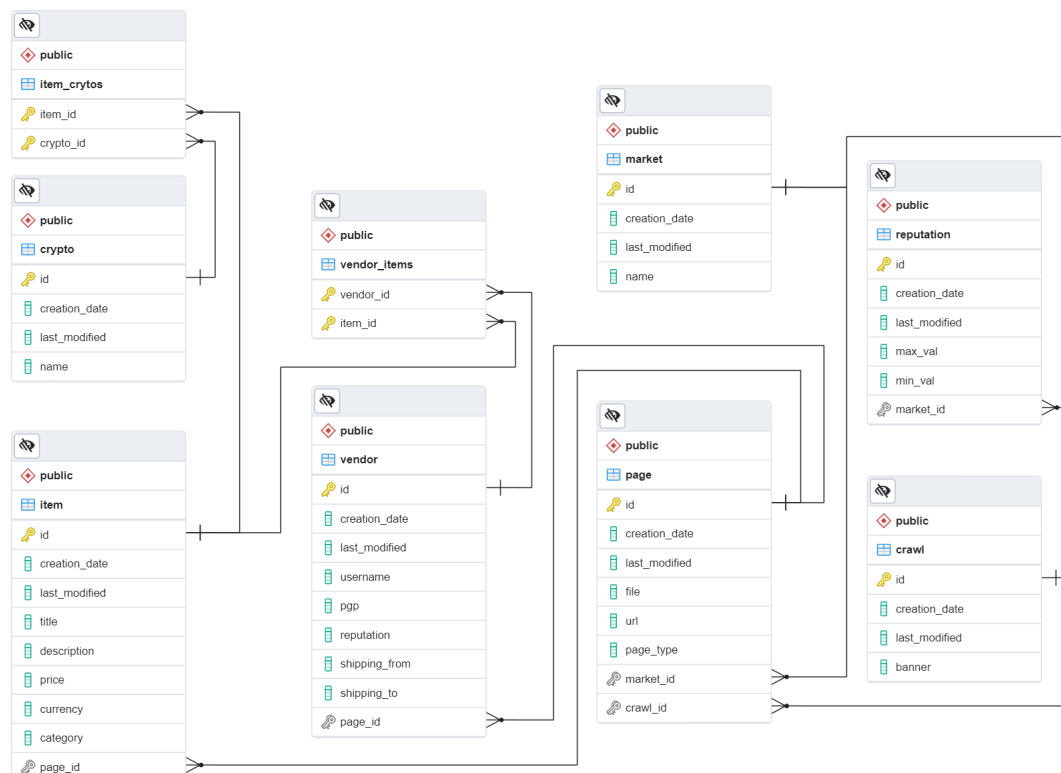 public
item_crytos
item_id
crypto_id
public
crypto
id
creation_date
last_modified
name
public
item
id
creation_date
last_modified
title
description
price
currency
category
page_id
public
vendor_items
vendor_id
item_id
public
vendor
id
creation_date
last_modified
username
pgp
reputation
shipping_from
shipping_to
page_id
public
market
id
creation_date
last_modified
name
public
page
id
creation_date
last_modified
file
url
page_type
market_id
crawl_id
public
reputation
id
creation_date
last_modified
max_val
min_val
market_id
public
crawl
id
creation_date
last_modified
banner